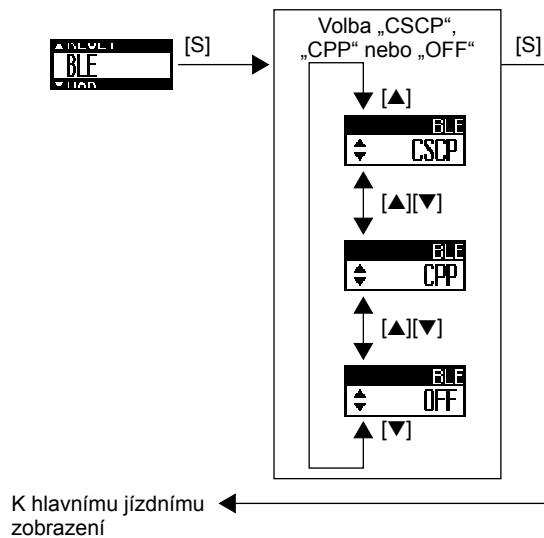 Volba „CSCP“,
„CPP“ nebo „OFF“
[S]
[S]
BLE
[▲]
BLE
CSCP
[▲][▼]
BLE
CPP
[▲][▼]
BLE
OFF
[▼]
K hlavnímu jízdnímu
zobrazení